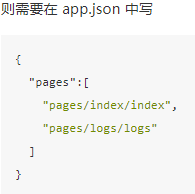 则需要在 app.json 中写
{
  "pages":[
    "pages/index/index",
    "pages/logs/logs"
  ]
}